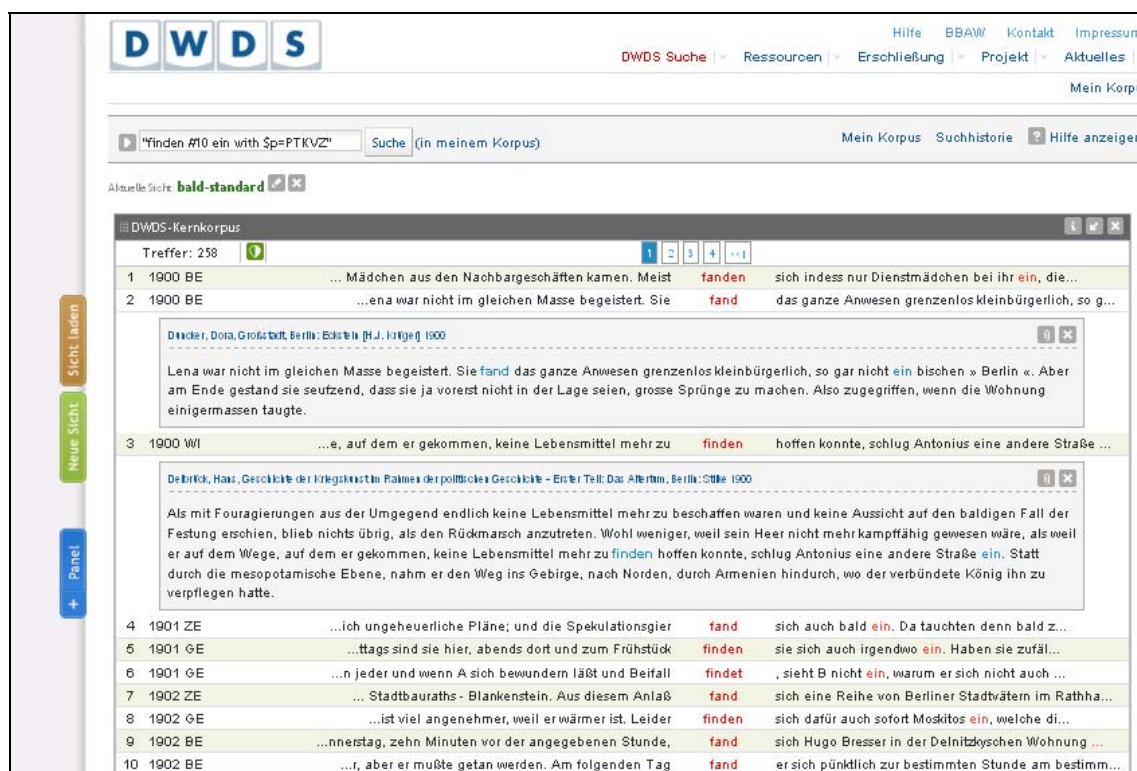 DWDS
Hilfe BBAW Kontakt Impressum
DWDS Suche Ressourcen Erschließung Projekt Aktuelles
Mein Korp
"finden #10 ein with $p=PTKVZ" Suche (in meinem Korpus) Mein Korpus Suchhistorie ? Hilfe anzeigen
Aktuelle Sicht: bald-standard
DWDS-Kernkorpus
Treffer: 258 1 2 3 4 »|
1 1900 BE ... Mädchen aus den Nachbargeschäften kamen. Meist fanden sich indess nur Dienstmädchen bei ihr ein, die...
2 1900 BE ...ena war nicht im gleichen Masse begeistert. Sie fand das ganze Anwesen grenzenlos kleinbürgerlich, so g...
Duncker, Dora, Großstadt, Berlin: Eckstein [H.J. Krüger] 1900
Lena war nicht im gleichen Masse begeistert. Sie fand das ganze Anwesen grenzenlos kleinbürgerlich, so gar nicht ein bischen » Berlin «. Aber
am Ende gestand sie seufzend, dass sie ja vorerst nicht in der Lage seien, grosse Sprünge zu machen. Also zugegriffen, wenn die Wohnung
einigermassen taugte.
3 1900 WI ...e, auf dem er gekommen, keine Lebensmittel mehr zu finden hoffen konnte, schlug Antonius eine andere Straße ...
Delbrück, Hans, Geschichte der Kriegskunst im Rahmen der politischen Geschichte - Erster Teil: Das Altertum, Berlin: Stilke 1900
Als mit Fouragierungen aus der Umgegend endlich keine Lebensmittel mehr zu beschaffen waren und keine Aussicht auf den baldigen Fall der
Festung erschien, blieb nichts übrig, als den Rückmarsch anzutreten. Wohl weniger, weil sein Heer nicht mehr kampffähig gewesen wäre, als weil
er auf dem Wege, auf dem er gekommen, keine Lebensmittel mehr zu finden hoffen konnte, schlug Antonius eine andere Straße ein. Statt
durch die mesopotamische Ebene, nahm er den Weg ins Gebirge, nach Norden, durch Armenien hindurch, wo der verbündete König ihn zu
verpflegen hatte.
4 1901 ZE ...ich ungeheuerliche Pläne; und die Spekulationsgier fand sich auch bald ein. Da tauchten denn bald z...
5 1901 GE ...ttags sind sie hier, abends dort und zum Frühstück finden sie sich auch irgendwo ein. Haben sie zufäl...
6 1901 GE ...n jeder und wenn A sich bewundern läßt und Beifall findet , sieht B nicht ein, warum er sich nicht auch ...
7 1902 ZE ... Stadtbauraths - Blankenstein. Aus diesem Anlaß fand sich eine Reihe von Berliner Stadtvätern im Rathha...
8 1902 GE ...ist viel angenehmer, weil er wärmer ist. Leider finden sich dafür auch sofort Moskitos ein, welche di...
9 1902 BE ...nnerstag, zehn Minuten vor der angegebenen Stunde, fand sich Hugo Bresser in der Delnitzkyschen Wohnung ...
10 1902 BE ...r, aber er mußte getan werden. Am folgenden Tag fand er sich pünktlich zur bestimmten Stunde am bestimm...
Sicht laden
Neue Sicht
+ Panel